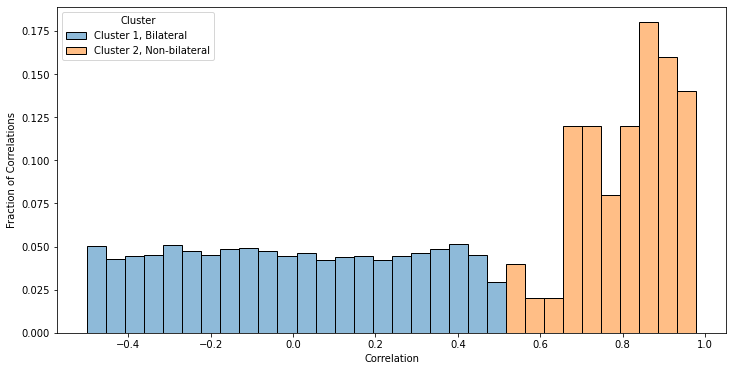 Cluster
Cluster 1, Bilateral
Cluster 2, Non-bilateral
Fraction of Correlations
0.175
0.150
0.125
0.100
0.075
0.050
0.025
0.000
−0.4 −0.2 0.0 0.2 0.4 0.6 0.8 1.0
Correlation